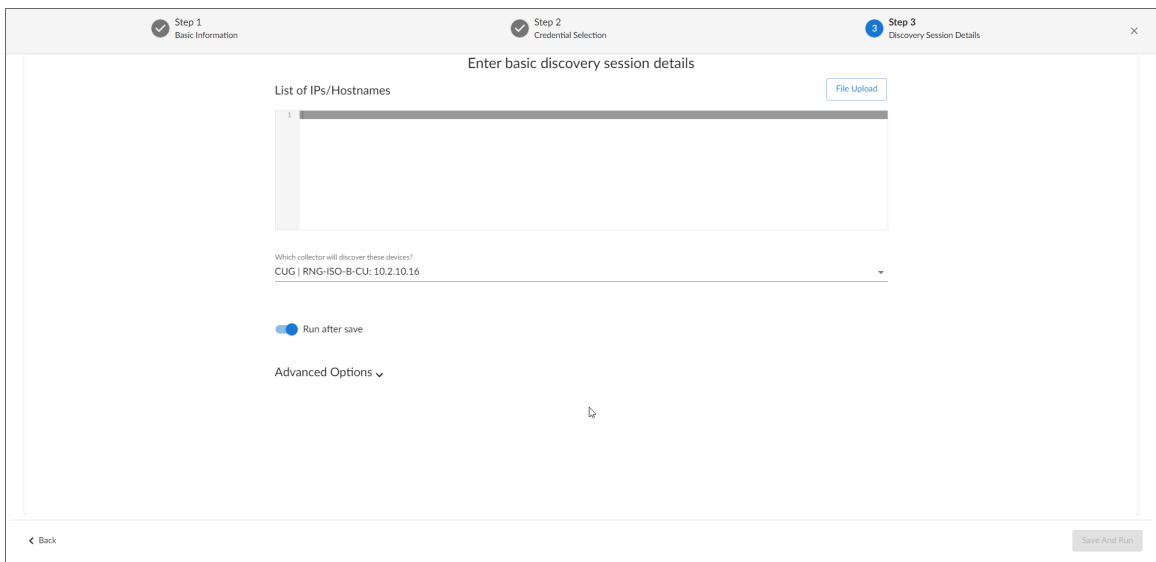 Step 1
Basic Information
Step 2
Credential Selection
3
Step 3
Discovery Session Details
Enter basic discovery session details
List of IPs/Hostnames
File Upload
1
Which collector will discover these devices?
CUG | RNG-ISO-B-CU: 10.2.10.16
Run after save
Advanced Options
Back
Save And Run